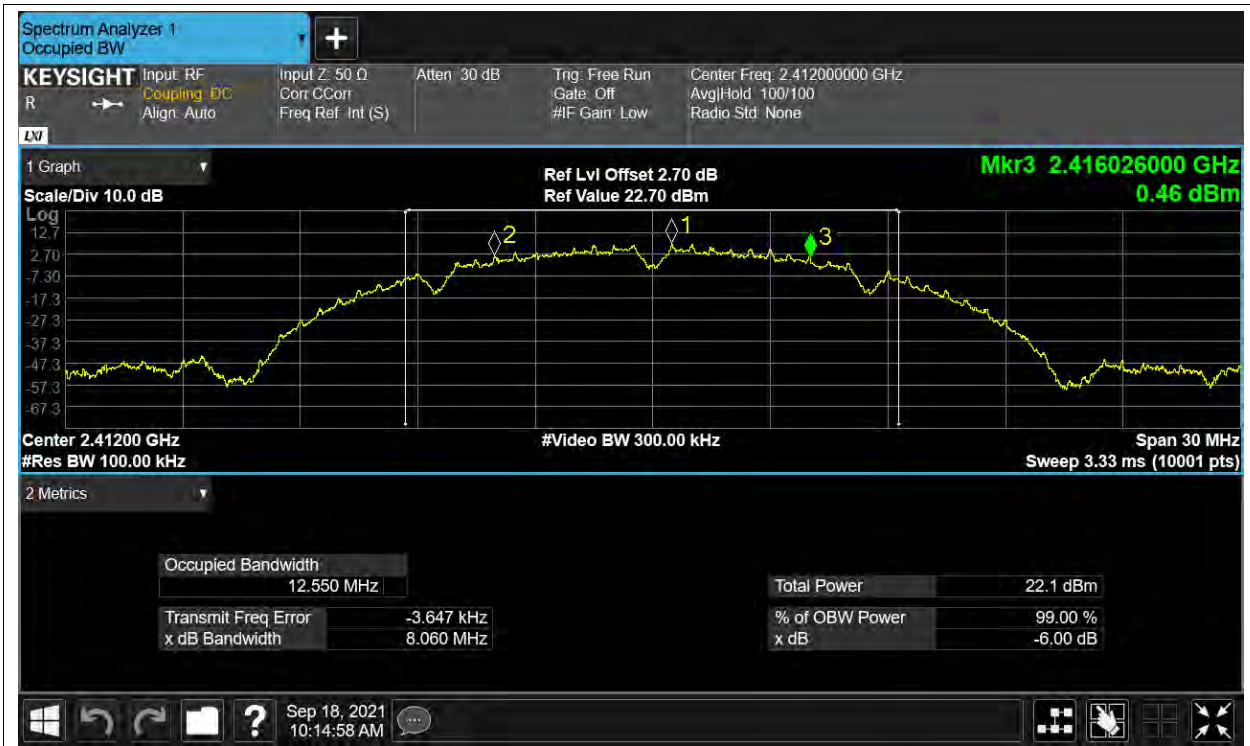 Spectrum Analyzer 1
Occupied BW
+
KEYSIGHT Input: RF Input Z: 50 Ω Atten: 30 dB Trig: Free Run Center Freq: 2.412000000 GHz
R Coupling: DC Corr CCorr Gate: Off Avg|Hold: 100/100
Align: Auto Freq Ref: Int (S) #IF Gain: Low Radio Std: None
LXI
1 Graph Ref Lvl Offset 2.70 dB Mkr3 2.416026000 GHz
Scale/Div 10.0 dB Ref Value 22.70 dBm 0.46 dBm
Log
12.7
2.70
-7.30
-17.3
-27.3
-37.3
-47.3
-57.3
-67.3
2 1 3
Center 2.41200 GHz #Video BW 300.00 kHz Span 30 MHz
#Res BW 100.00 kHz Sweep 3.33 ms (10001 pts)
2 Metrics
Occupied Bandwidth
12.550 MHz Total Power 22.1 dBm
Transmit Freq Error -3.647 kHz % of OBW Power 99.00 %
x dB Bandwidth 8.060 MHz x dB -6.00 dB
? Sep 18, 2021
10:14:58 AM